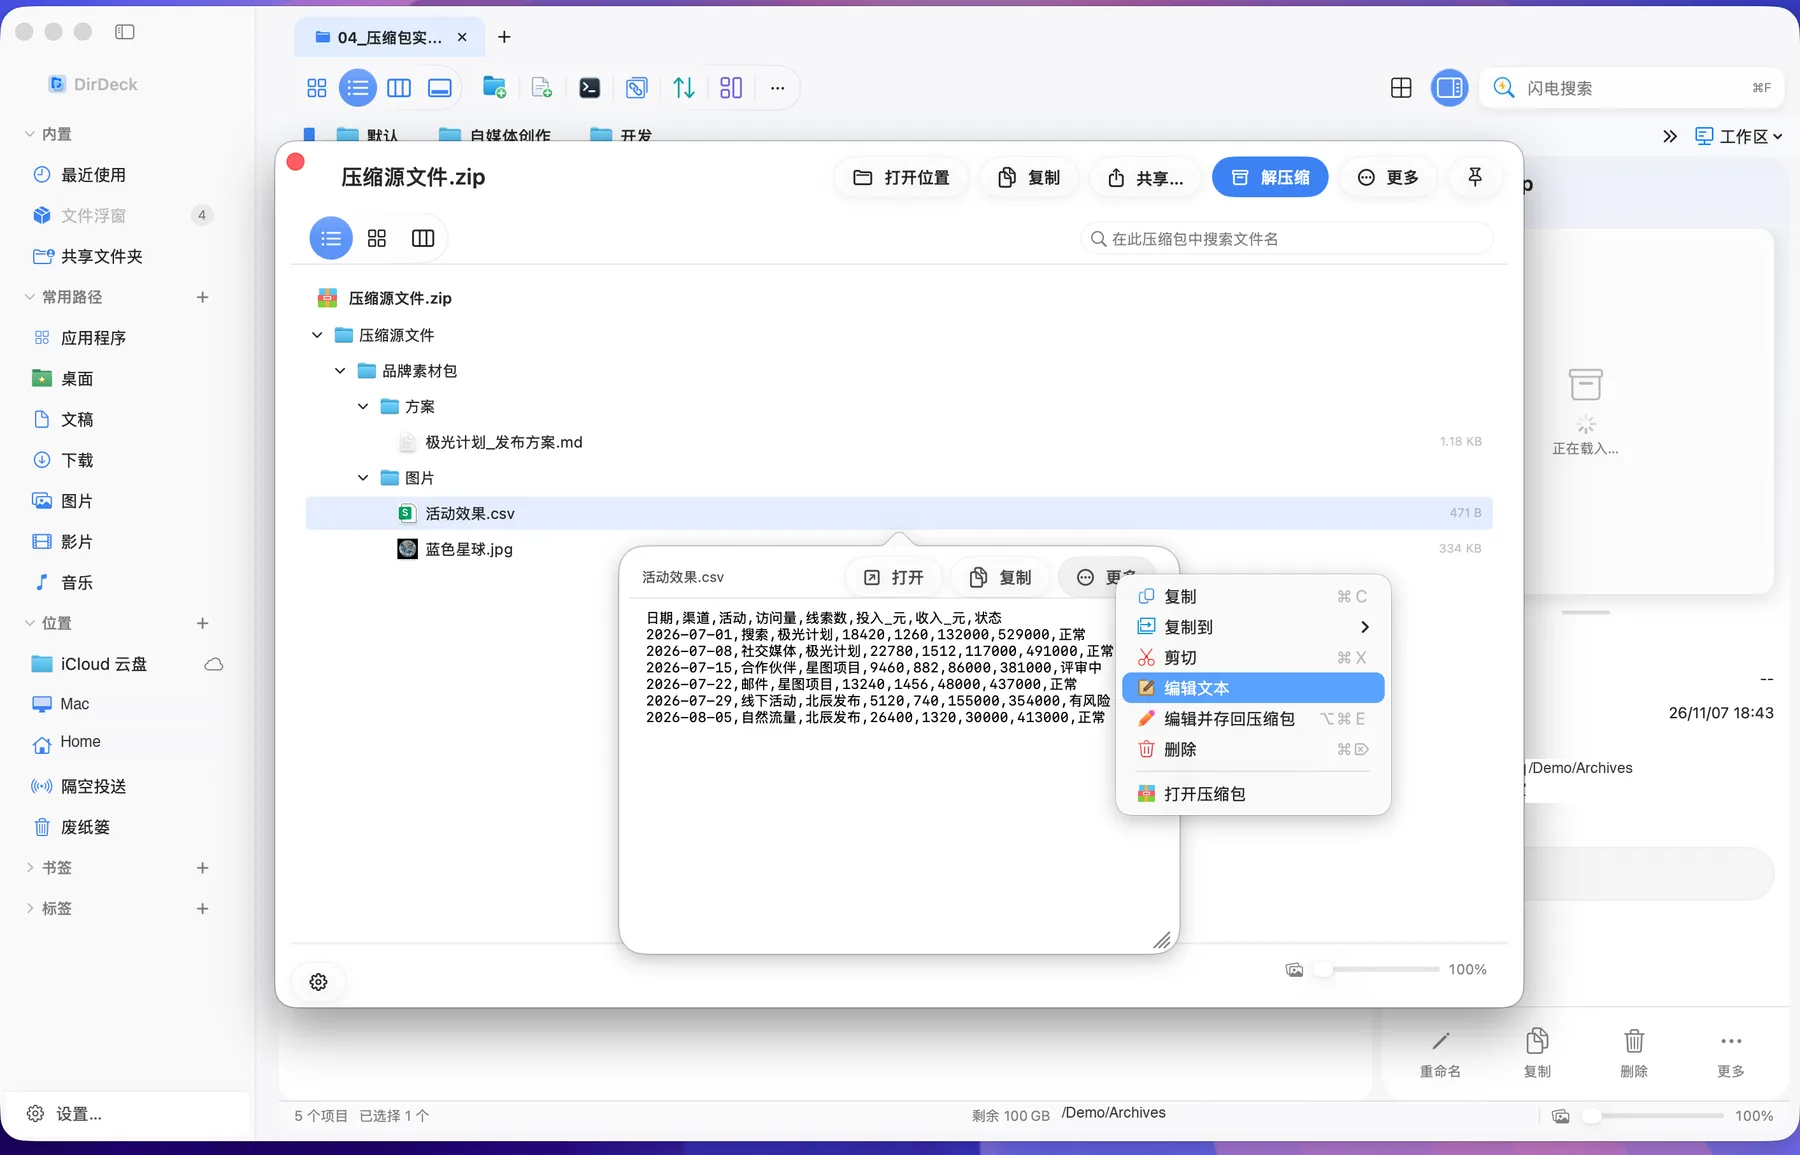 DirDeck
内置
最近使用
文件浮窗
4
共享文件夹
常用路径
应用程序
桌面
文稿
下载
图片
影片
音乐
位置
iCloud 云盘
Mac
Home
隔空投送
废纸篓
书签
标签
设置...
04_压缩包实...
闪电搜索
⌘F
默认
自媒体创作
开发
工作区
压缩源文件.zip
打开位置
复制
共享...
解压缩
更多
在此压缩包中搜索文件名
压缩源文件.zip
压缩源文件
品牌素材包
方案
极光计划_发布方案.md
1.18 KB
图片
活动效果.csv
471 B
蓝色星球.jpg
334 KB
活动效果.csv
打开
复制
日期,渠道,活动,访问量,线索数,投入_元,收入_元,状态
2026-07-01,搜索,极光计划,18420,1260,132000,529000,正常
2026-07-08,社交媒体,极光计划,22780,1512,117000,491000,正常
2026-07-15,合作伙伴,星图项目,9460,882,86000,381000,评审中
2026-07-22,邮件,星图项目,13240,1456,48000,437000,正常
2026-07-29,线下活动,北辰发布,5120,740,155000,354000,有风险
2026-08-05,自然流量,北辰发布,26400,1320,30000,413000,正常
复制
⌘ C
复制到
剪切
⌘ X
编辑文本
编辑并存回压缩包
⌥ ⌘ E
删除
⌘⌦
打开压缩包
100%
p
正在载入...
--
26/11/07 18:43
/Demo/Archives
重命名
复制
删除
更多
5 个项目 已选择 1 个
剩余 100 GB
/Demo/Archives
100%